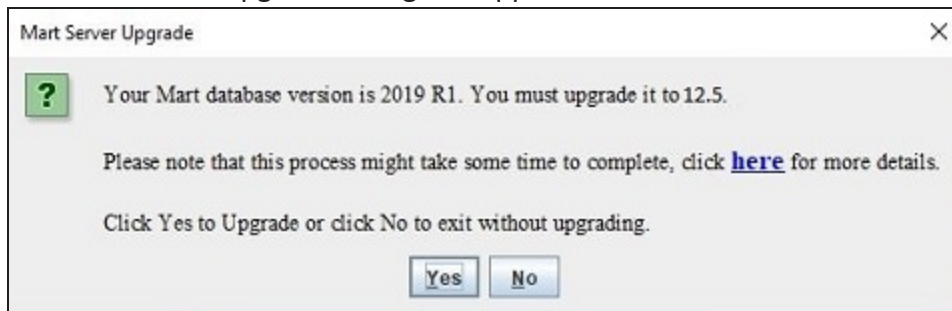 Mart Server Upgrade
?
Your Mart database version is 2019 R1. You must upgrade it to 12.5.
Please note that this process might take some time to complete, click here for more details.
Click Yes to Upgrade or click No to exit without upgrading.
Yes No